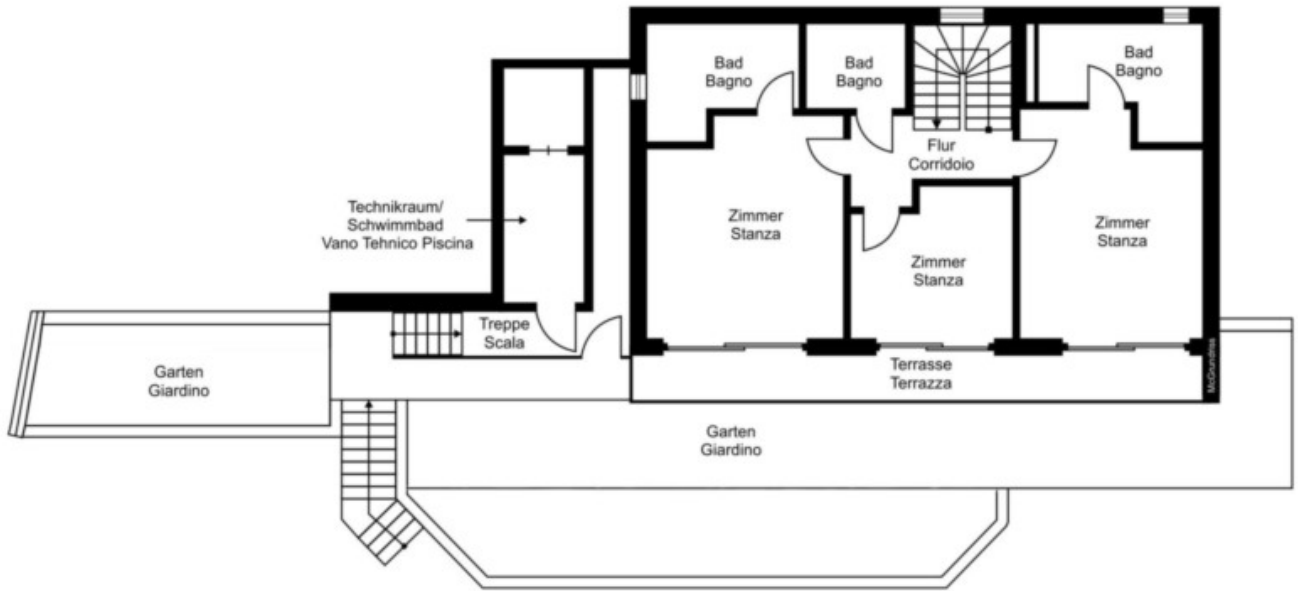 Bad
Bagno
Bad
Bagno
Bad
Bagno
Flur
Corridoio
Technikraum/
Schwimmbad
Vano Tehnico Piscina
Zimmer
Stanza
Zimmer
Stanza
Zimmer
Stanza
Treppe
Scala
Garten
Giardino
Terrasse
Terrazza
McGrundriss
Garten
Giardino